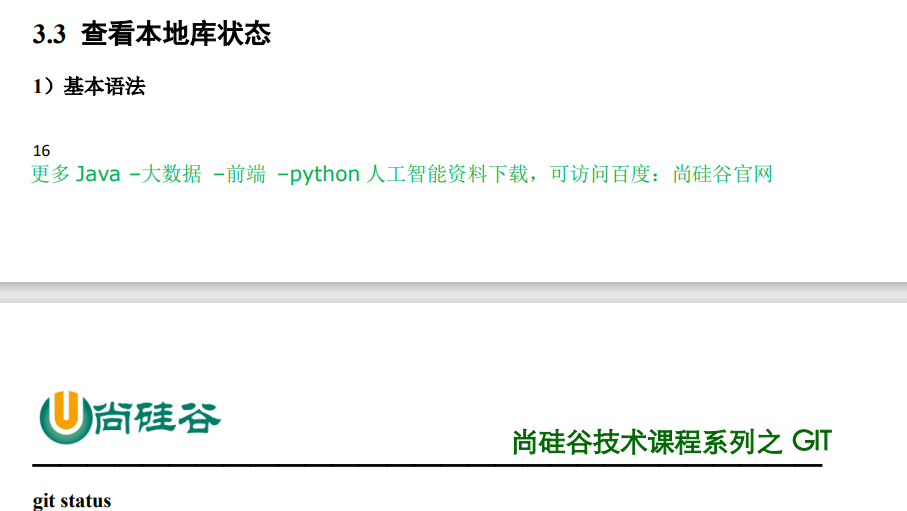 3.3 查看本地库状态
1）基本语法
16
更多 Java –大数据 –前端 –python 人工智能资料下载，可访问百度：尚硅谷官网
尚硅谷
尚硅谷技术课程系列之 GIT
git status